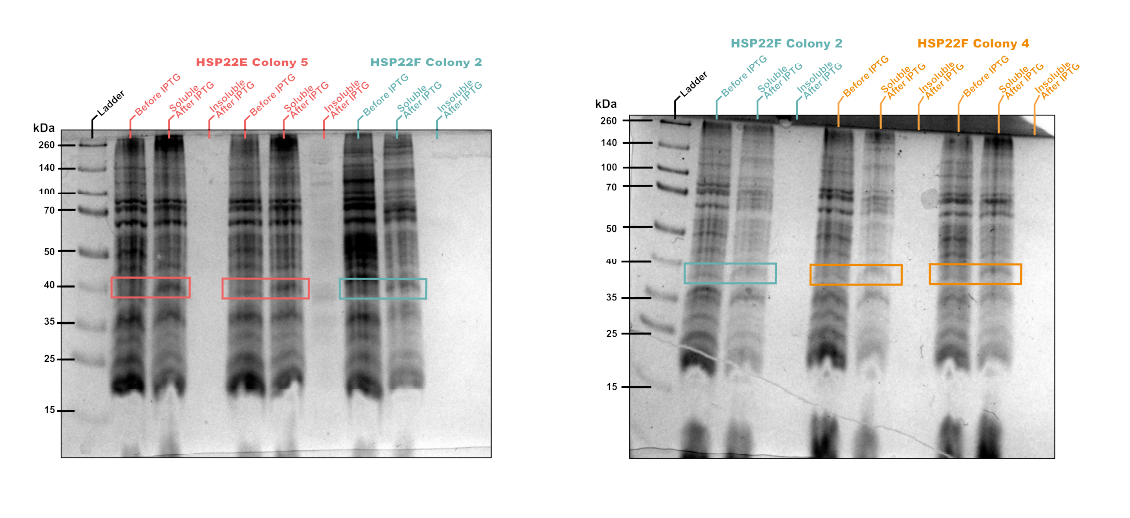 HSP22E Colony 5
HSP22F Colony 2
Ladder
Before IPTG
Soluble
After IPTG
Insoluble
After IPTG
Before IPTG
Soluble
After IPTG
Insoluble
After IPTG
Before IPTG
Soluble
After IPTG
Insoluble
After IPTG
kDa
260
140
100
70
50
40
35
25
15
HSP22F Colony 2
HSP22F Colony 4
Ladder
Before IPTG
Soluble
After IPTG
Insoluble
After IPTG
Before IPTG
Soluble
After IPTG
Insoluble
After IPTG
Before IPTG
Soluble
After IPTG
Insoluble
After IPTG
kDa
260
140
100
70
50
40
35
25
15